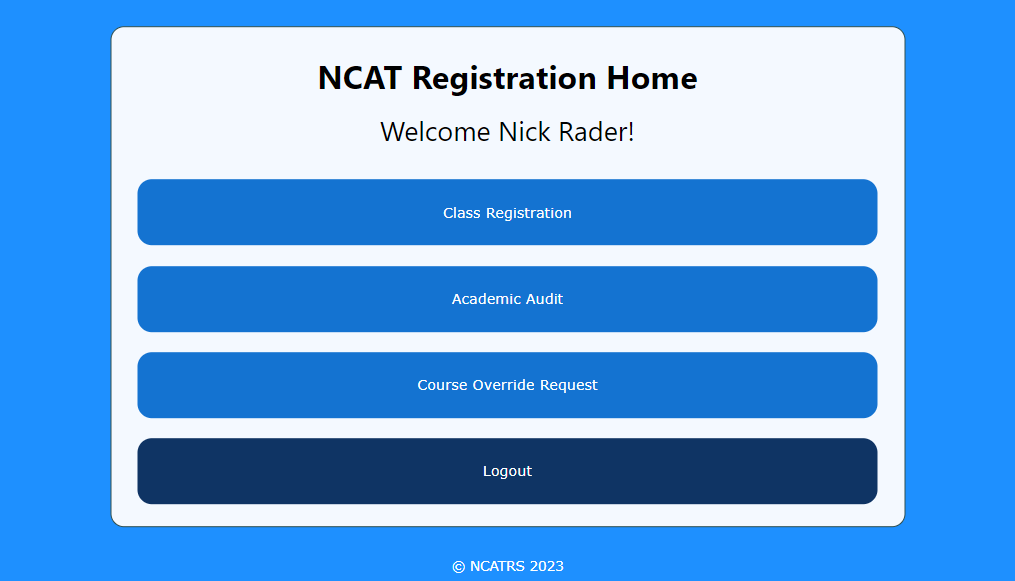 NCAT Registration Home
Welcome Nick Rader!
Class Registration
Academic Audit
Course Override Request
Logout
© NCATRS 2023